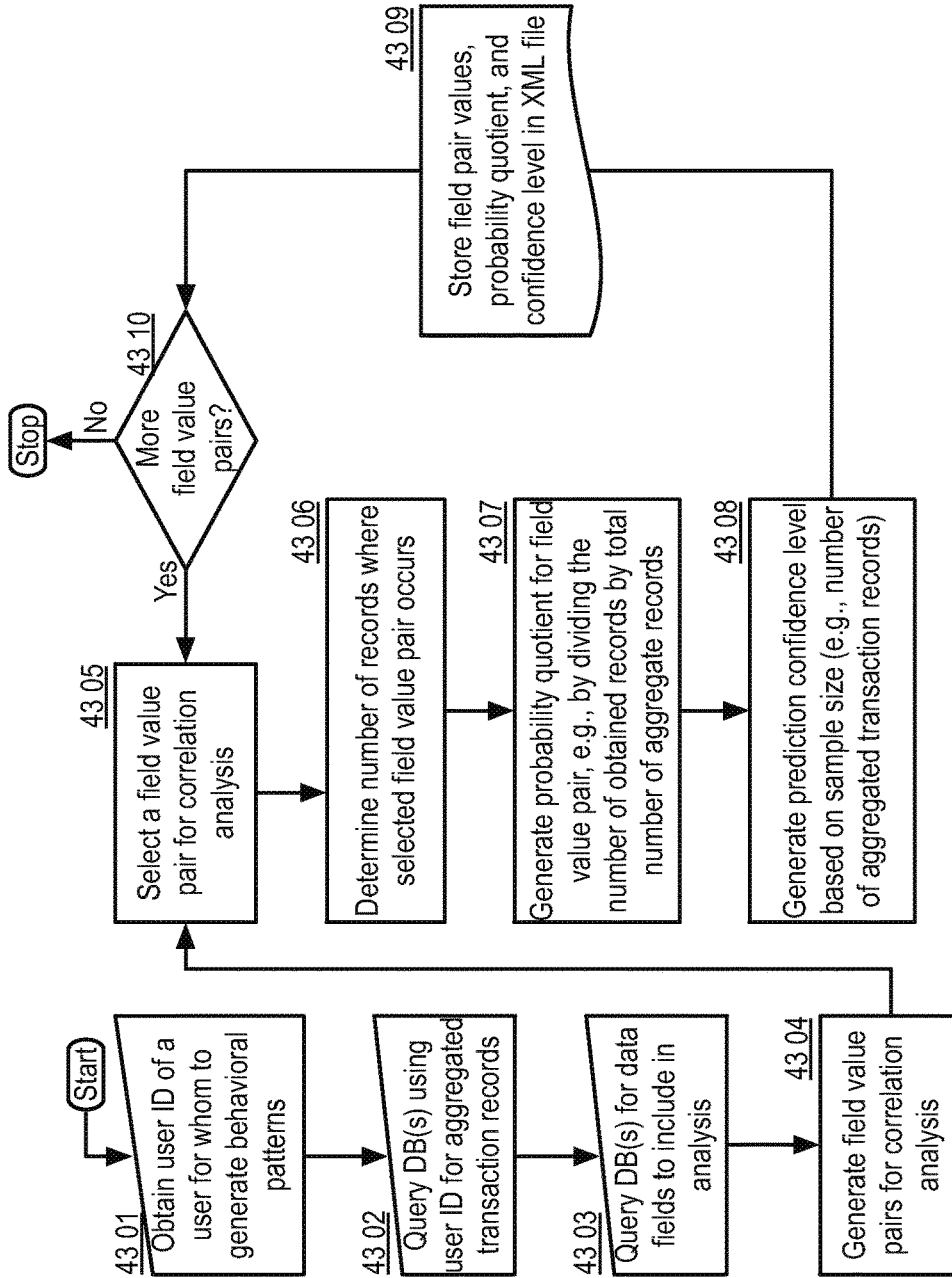 Start
43 01
Obtain user ID of a
user for whom to
generate behavioral
patterns
43 02
Query DB(s) using
user ID for aggregated
transaction records
43 03
Query DB(s) for data
fields to include in
analysis
43 04
Generate field value
pairs for correlation
analysis
43 05
Select a field value
pair for correlation
analysis
43 06
Determine number of records where
selected field value pair occurs
43 07
Generate probability quotient for field
value pair, e.g., by dividing the
number of obtained records by total
number of aggregate records
43 08
Generate prediction confidence level
based on sample size (e.g., number
of aggregated transaction records)
43 09
Store field pair values,
probability quotient, and
confidence level in XML file
43 10
More
field value
pairs?
Yes
No
Stop